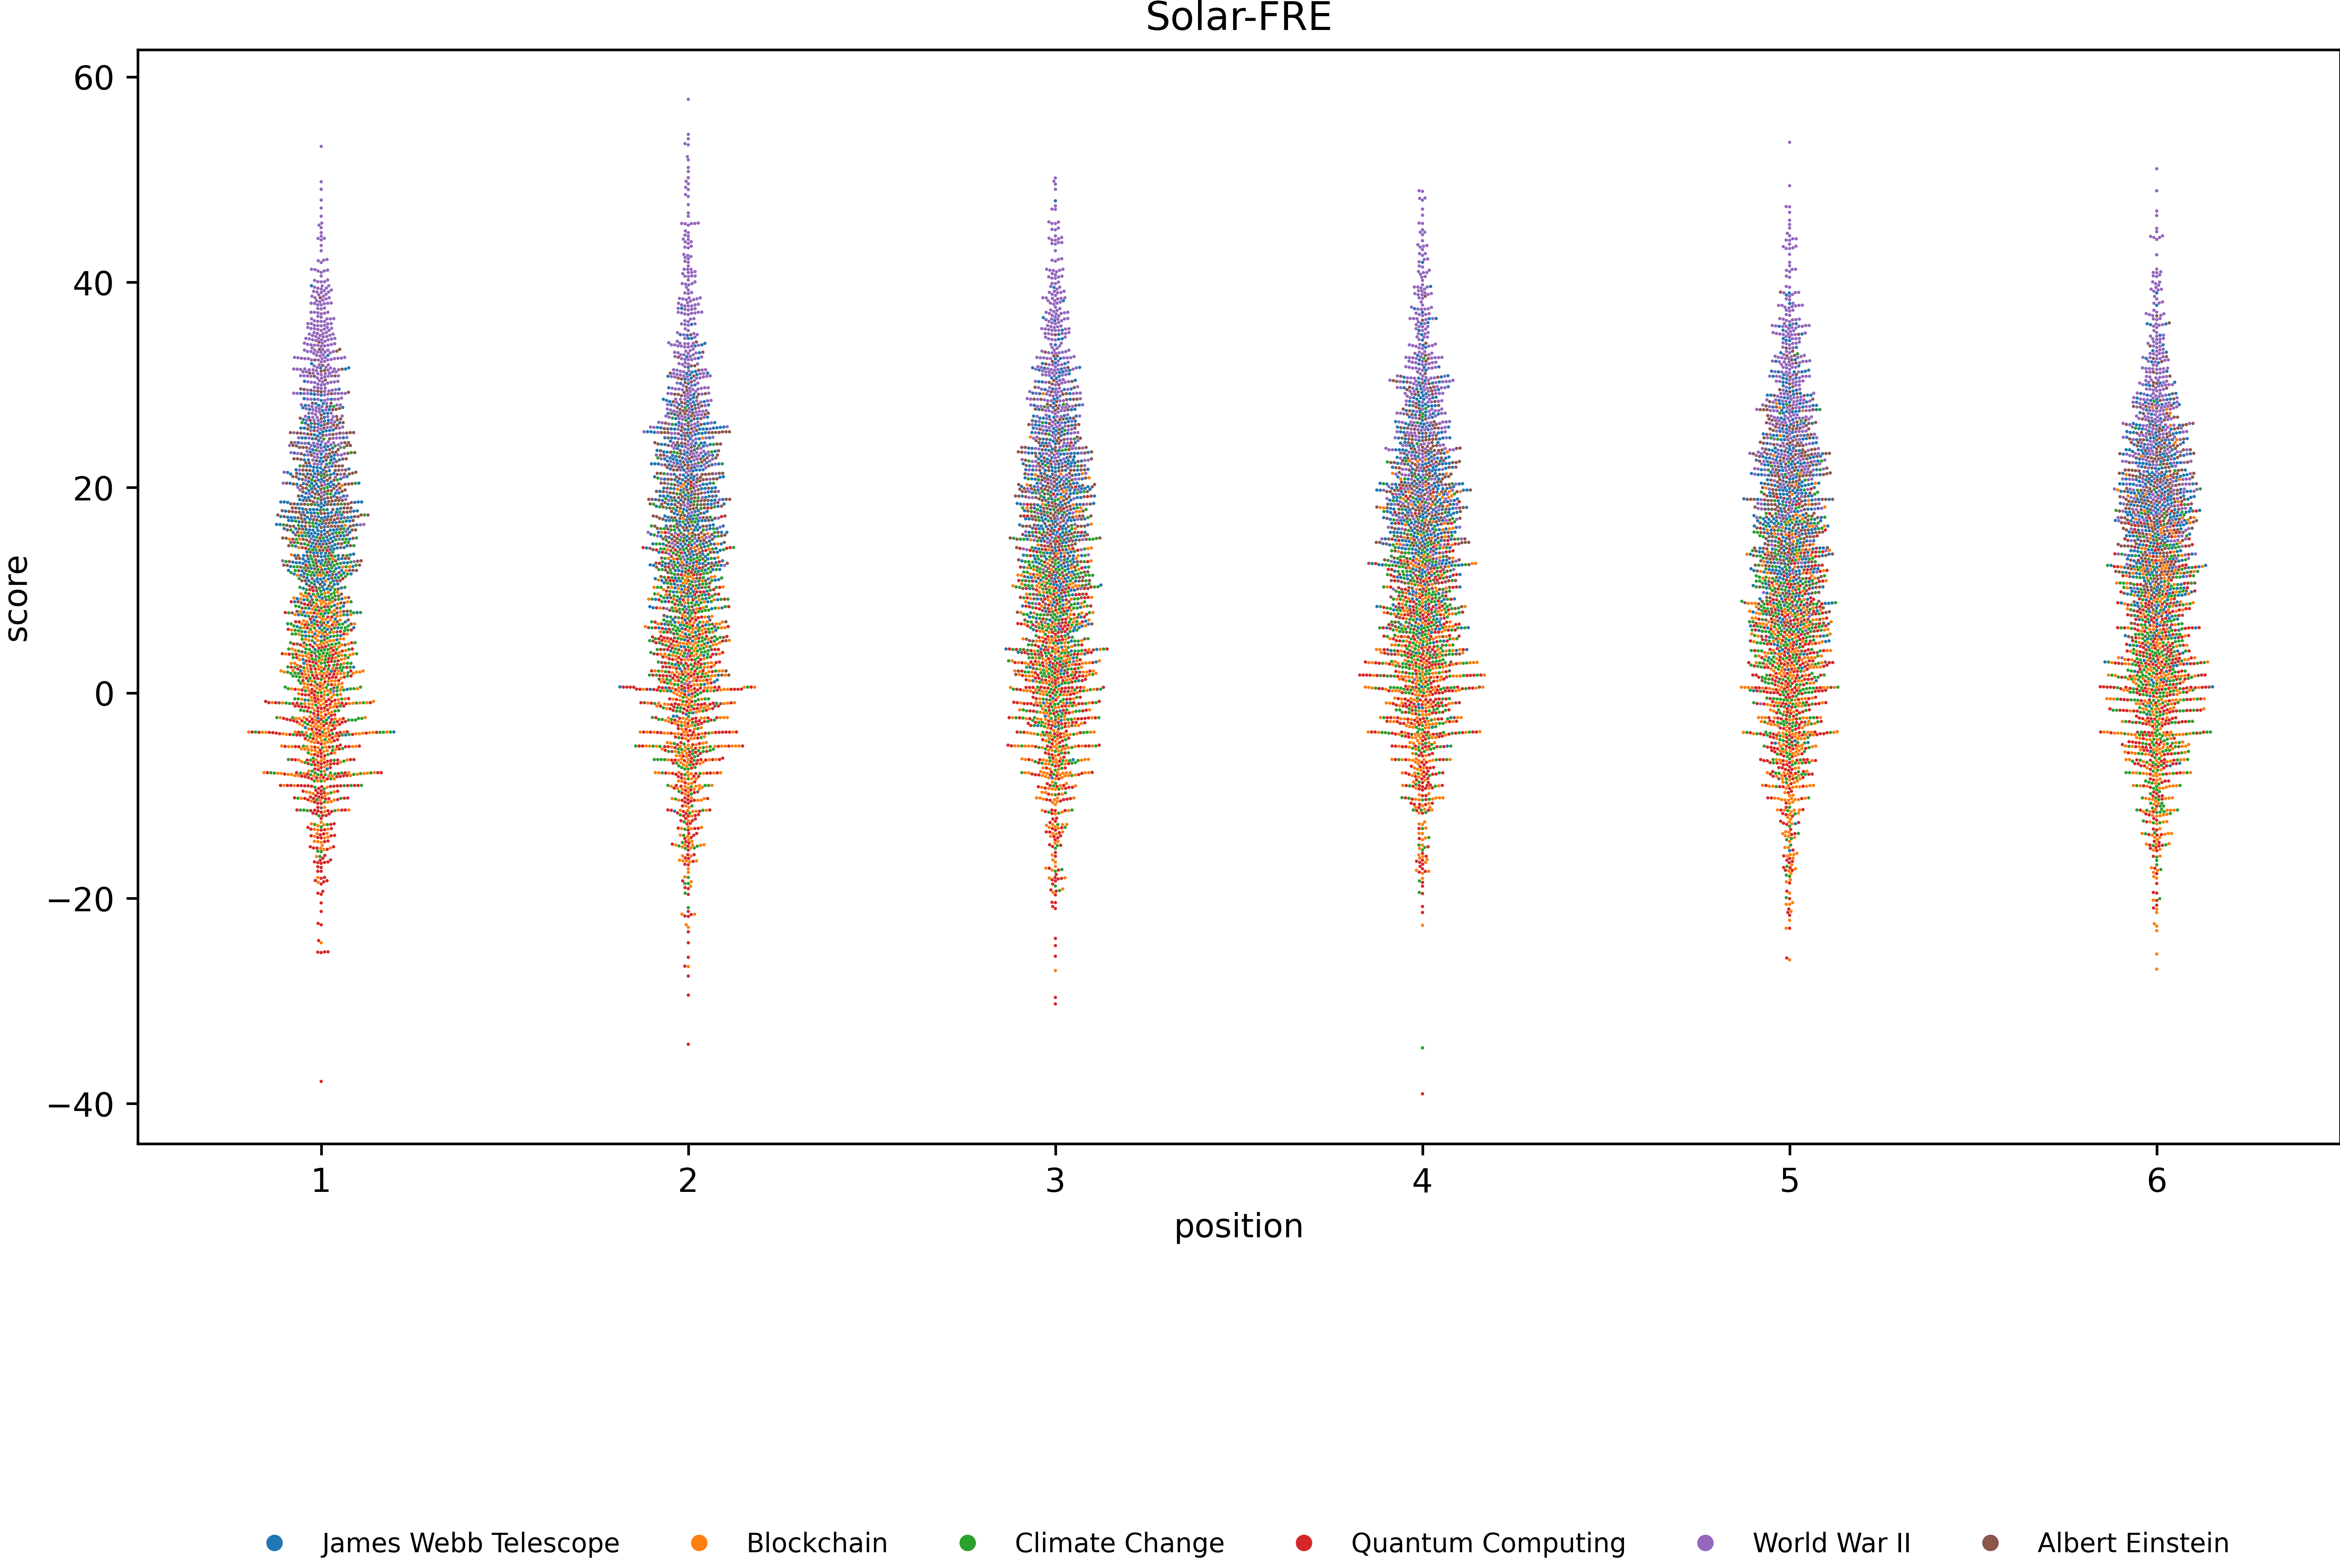 Solar-FRE
60
40
20
0
−20
−40
score
1 2 3 4 5 6
position
James Webb Telescope Blockchain Climate Change Quantum Computing World War II Albert Einstein